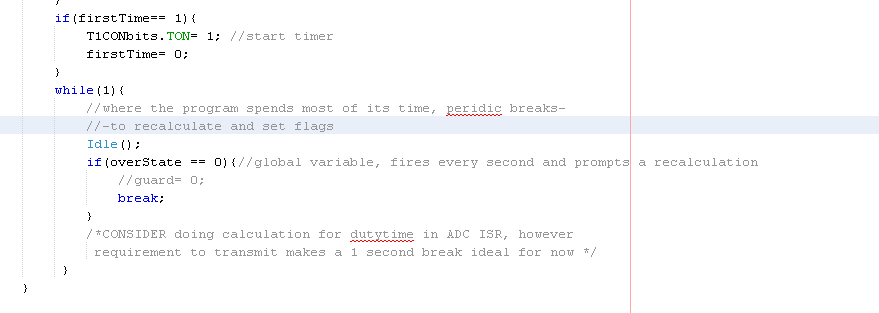 }
if(firstTime== 1){
T1CONbits.TON= 1; //start timer
firstTime= 0;
}
while(1){
//where the program spends most of its time, peridic breaks-
//-to recalculate and set flags
Idle();
if(overState == 0){//global variable, fires every second and prompts a recalculation
//guard= 0;
break;
}
/*CONSIDER doing calculation for dutytime in ADC ISR, however
requirement to transmit makes a 1 second break ideal for now */
}
}